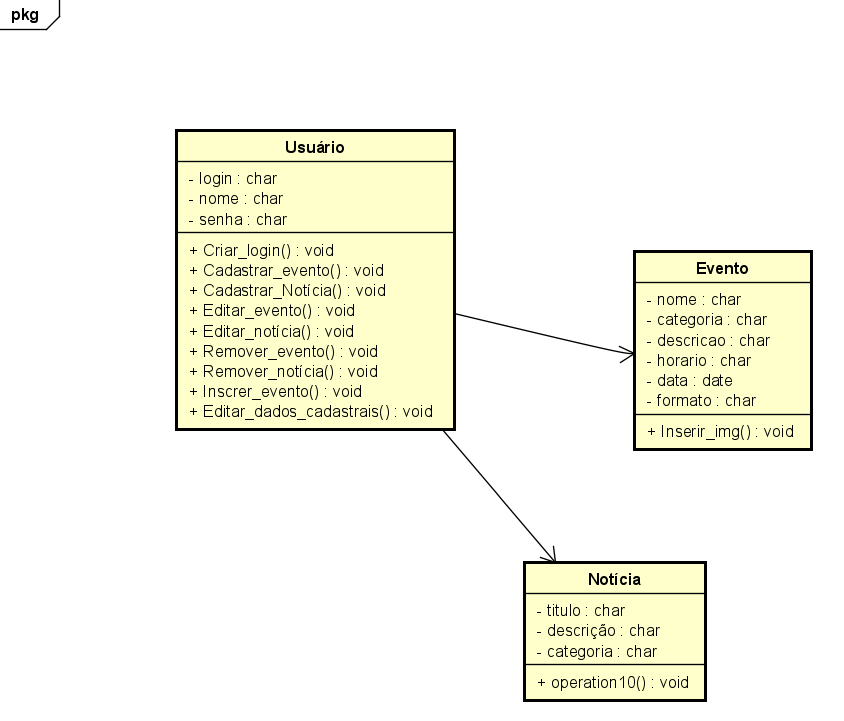 pkg
Usuário
- login : char
- nome : char
- senha : char
+ Criar_login() : void
+ Cadastrar_evento() : void
+ Cadastrar_Notícia() : void
+ Editar_evento() : void
+ Editar_notícia() : void
+ Remover_evento() : void
+ Remover_notícia() : void
+ Inscrer_evento() : void
+ Editar_dados_cadastrais() : void
Evento
- nome : char
- categoria : char
- descricao : char
- horario : char
- data : date
- formato : char
+ Inserir_img() : void
Notícia
- titulo : char
- descrição : char
- categoria : char
+ operation10() : void